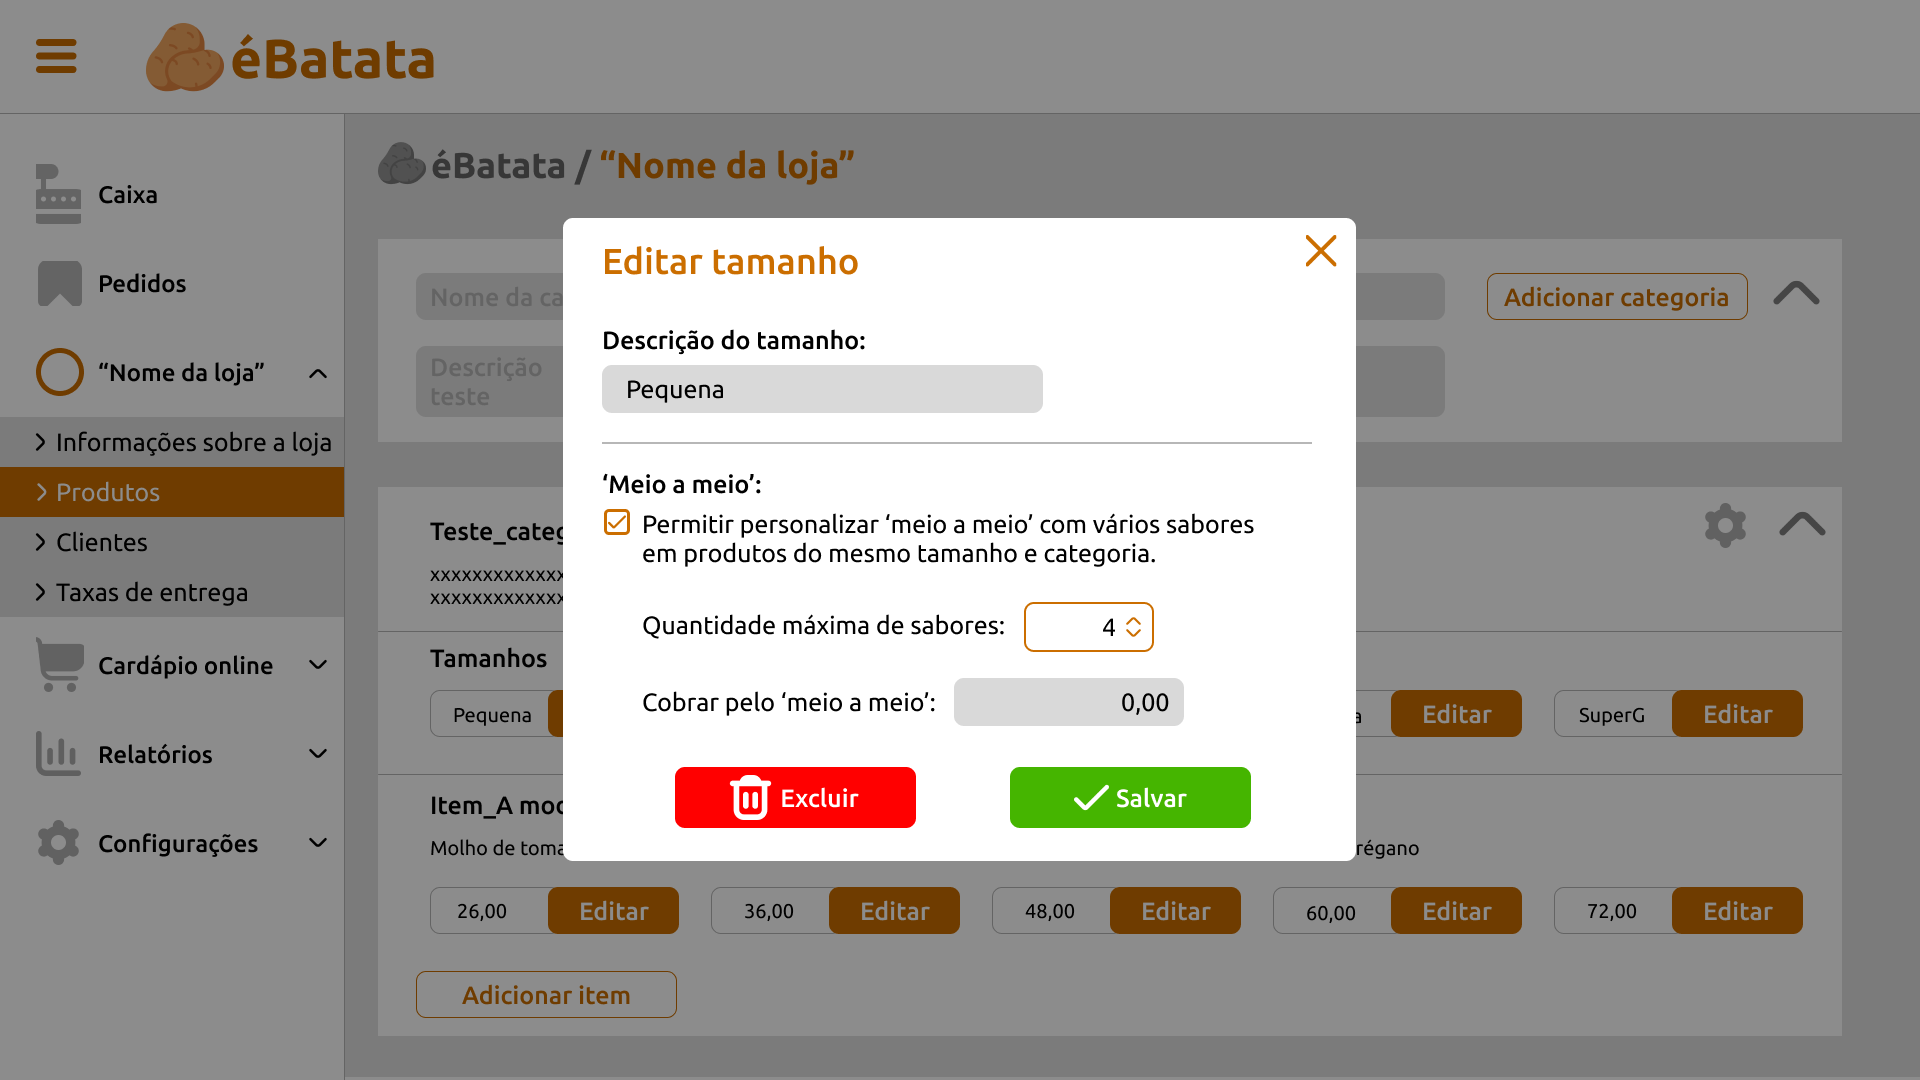 éBatata
Caixa
Pedidos
“Nome da loja”
Informações sobre a loja
Produtos
Clientes
Taxas de entrega
Cardápio online
Relatórios
Configurações
éBatata / “Nome da loja”
Nome da ca
Adicionar categoria
Descrição
teste
Editar tamanho
Descrição do tamanho:
Pequena
‘Meio a meio’:
Permitir personalizar ‘meio a meio’ com vários sabores
em produtos do mesmo tamanho e categoria.
Quantidade máxima de sabores: 4
Cobrar pelo ‘meio a meio’: 0,00
Excluir
Salvar
Teste_categ
xxxxxxxxxxxxx
xxxxxxxxxxxxx
Tamanhos
Pequena
a Editar
SuperG Editar
Item_A moo
Molho de toma régano
26,00 Editar 36,00 Editar 48,00 Editar 60,00 Editar 72,00 Editar
Adicionar item